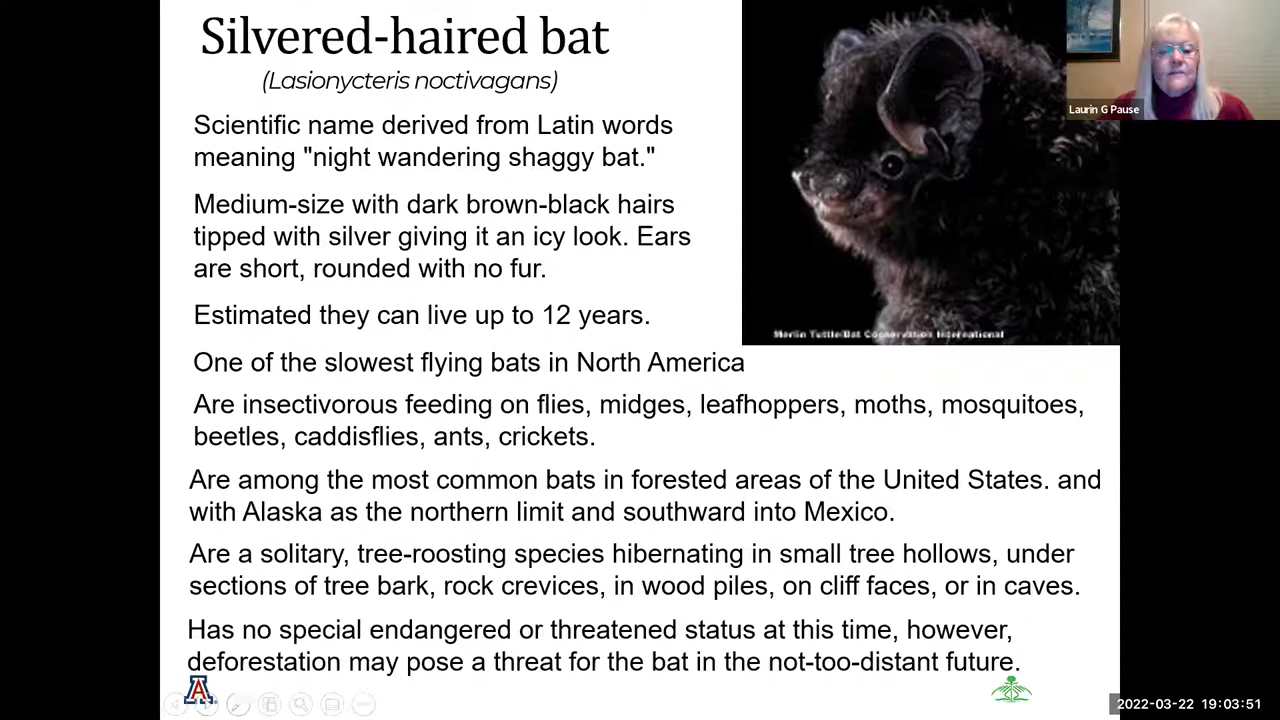 Silvered-haired bat
(Lasionycteris noctivagans)
Scientific name derived from Latin words
meaning "night wandering shaggy bat."
Medium-size with dark brown-black hairs
tipped with silver giving it an icy look. Ears
are short, rounded with no fur.
Estimated they can live up to 12 years.
One of the slowest flying bats in North America
Are insectivorous feeding on flies, midges, leafhoppers, moths, mosquitoes,
beetles, caddisflies, ants, crickets.
Are among the most common bats in forested areas of the United States. and
with Alaska as the northern limit and southward into Mexico.
Are a solitary, tree-roosting species hibernating in small tree hollows, under
sections of tree bark, rock crevices, in wood piles, on cliff faces, or in caves.
Has no special endangered or threatened status at this time, however,
deforestation may pose a threat for the bat in the not-too-distant future.
Merlin Tuttle/Bat Conservation International
Laurin G Pause
A
2022-03-22 19:03:51